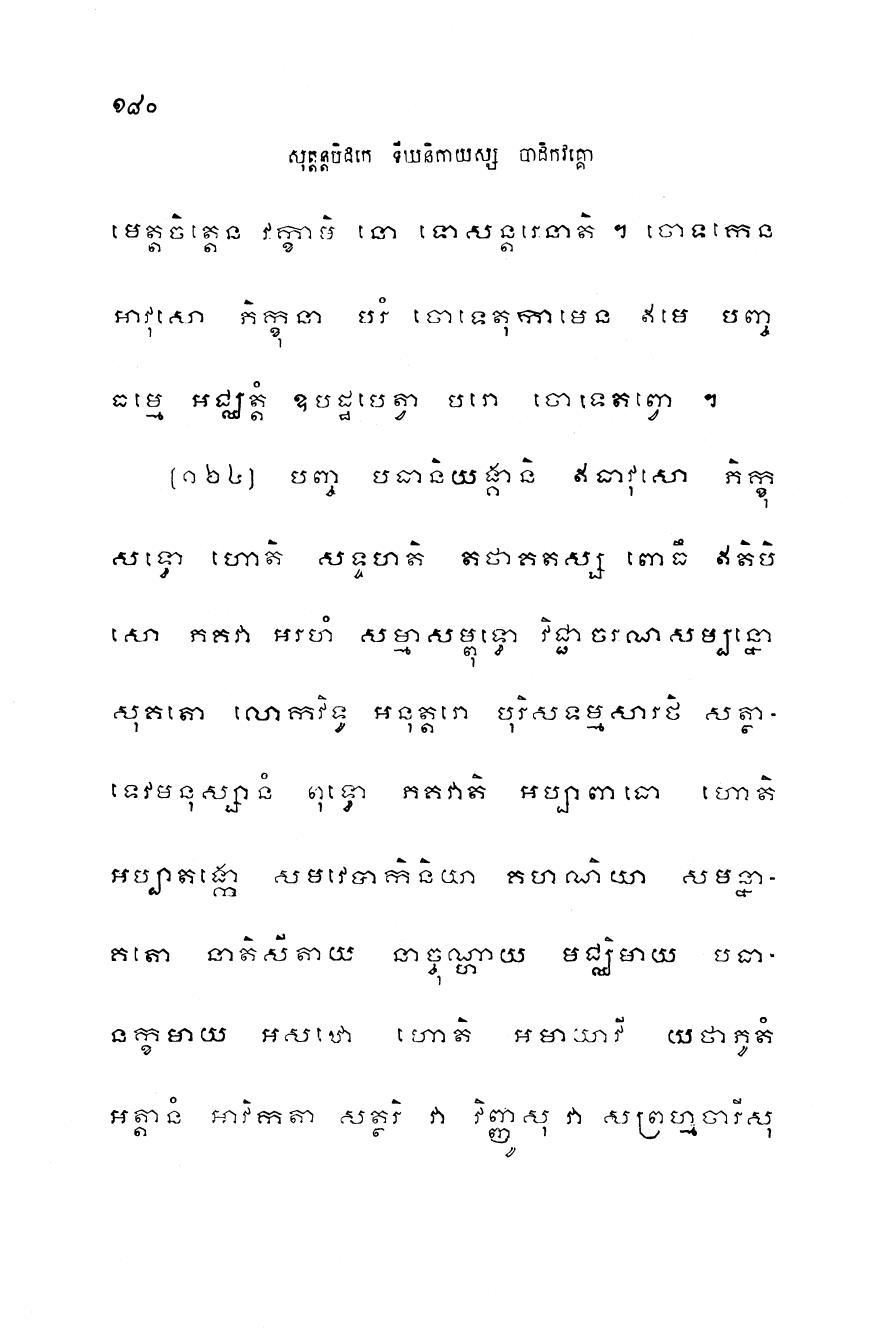 ១៨០
សុត្តន្តបិដកេ ទីឃនិកាយស្ស បាដិកវគ្គោ
មេត្តចិត្តេន វក្ខាមិ នោ ទោសន្តរេនាតិ ។ ចោទកេន
អាវុសោ ភិក្ខុនា បរំ ចោទេតុកាមេន ឥមេ បញ្ច
ធម្មេ អជ្ឈត្តំ ឧបដ្ឋបេត្វា បរោ ចោទេតព្វោ ។
(១២៤) បញ្ច បធានិយង្គានិ ឥធាវុសោ ភិក្ខុ
សទ្ធោ ហោតិ សទ្ទហតិ តថាគតស្ស ពោធឹ ឥតិបិ
សោ ភគវា អរហំ សម្មាសម្ពុទ្ធោ វិជ្ជាចរណសម្បន្នោ
សុគតោ លោកវិទូ អនុត្តរោ បុរិសទម្មសារថិ សត្ថា-
ទេវមនុស្សានំ ពុទ្ធោ ភគវាតិ អប្បាពាធោ ហោតិ
អប្បាតង្កោ សមវេបាកិនិយា គហណិយា សមន្នា-
គតោ នាតិសីតាយ នាច្ចុណ្ហាយ មជ្ឈិមាយ បធា-
នក្ខមាយ អសឋោ ហោតិ អមាយាវី យថាភូតំ
អត្តានំ អាវិកតា សត្ថរិ វា វិញ្ញូសុ វា សព្រហ្មចារីសុ